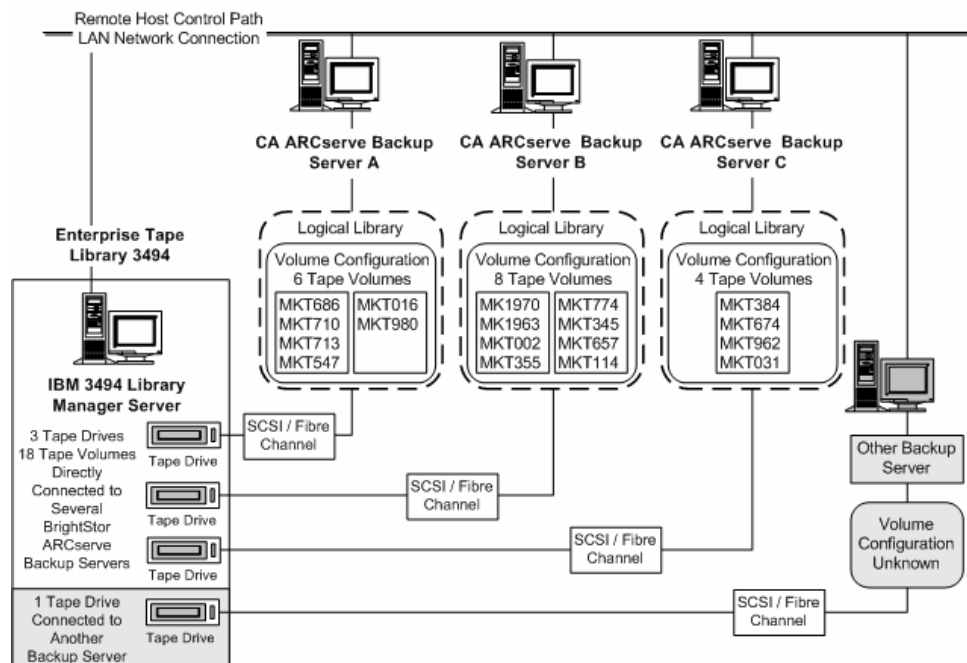 Remote Host Control Path
LAN Network Connection
CA ARCserve Backup
Server A
CA ARCserve Backup
Server B
CA ARCserve Backup
Server C
Enterprise Tape
Library 3494
Logical Library
Volume Configuration
6 Tape Volumes
MKT686
MKT710
MKT713
MKT547
MKT016
MKT980
Logical Library
Volume Configuration
8 Tape Volumes
MK1970
MK1963
MKT002
MKT355
MKT774
MKT345
MKT657
MKT114
Logical Library
Volume Configuration
4 Tape Volumes
MKT384
MKT674
MKT962
MKT031
IBM 3494 Library
Manager Server
3 Tape Drives
18 Tape Volumes
Directly
Connected to
Several
BrightStor
ARCserve
Backup Servers
Tape Drive
Tape Drive
Tape Drive
SCSI / Fibre
Channel
SCSI / Fibre
Channel
SCSI / Fibre
Channel
Other Backup
Server
Volume
Configuration
Unknown
1 Tape Drive
Connected to
Another
Backup Server
Tape Drive
SCSI / Fibre
Channel